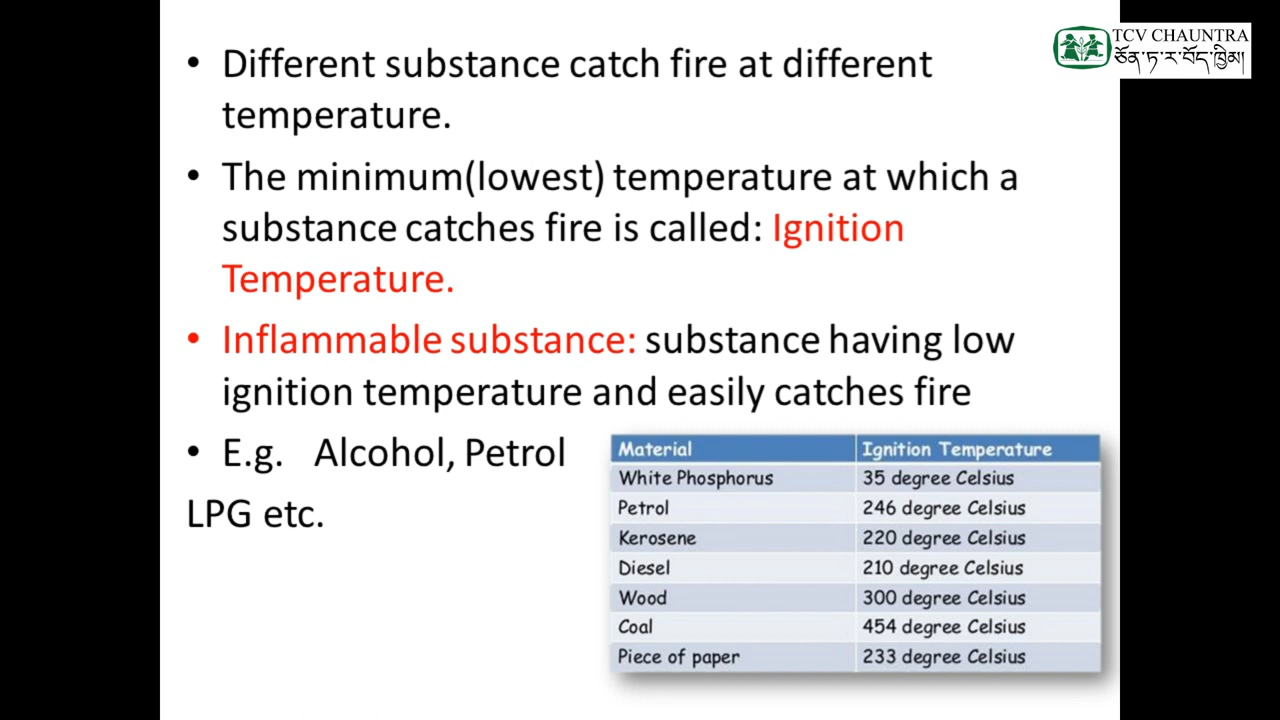 TCV CHAUNTRA
ཅོན་ཏ་ར་བོད་ཁྱིམ།
• Different substance catch fire at different
temperature.
• The minimum(lowest) temperature at which a
substance catches fire is called: Ignition
Temperature.
• Inflammable substance: substance having low
ignition temperature and easily catches fire
• E.g. Alcohol, Petrol
LPG etc.
Material Ignition Temperature
White Phosphorus 35 degree Celsius
Petrol 246 degree Celsius
Kerosene 220 degree Celsius
Diesel 210 degree Celsius
Wood 300 degree Celsius
Coal 454 degree Celsius
Piece of paper 233 degree Celsius